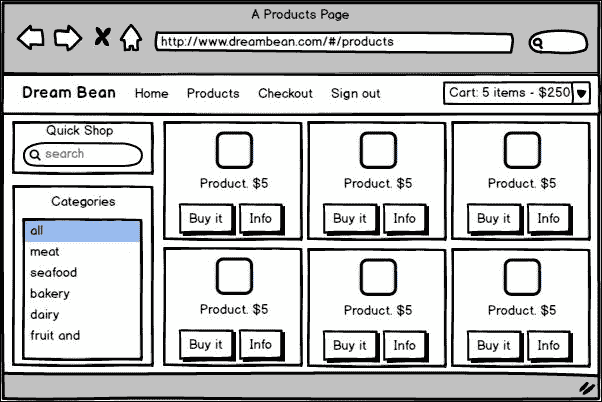 A Products Page
http://www.dreambean.com/#/products
Dream Bean Home Products Checkout Sign out Cart: 5 items - $250
Quick Shop
search
Categories
all
meat
seafood
bakery
dairy
fruit and
Product. $5 Product. $5 Product. $5
Buy it Info Buy it Info Buy it Info
Product. $5 Product. $5 Product. $5
Buy it Info Buy it Info Buy it Info